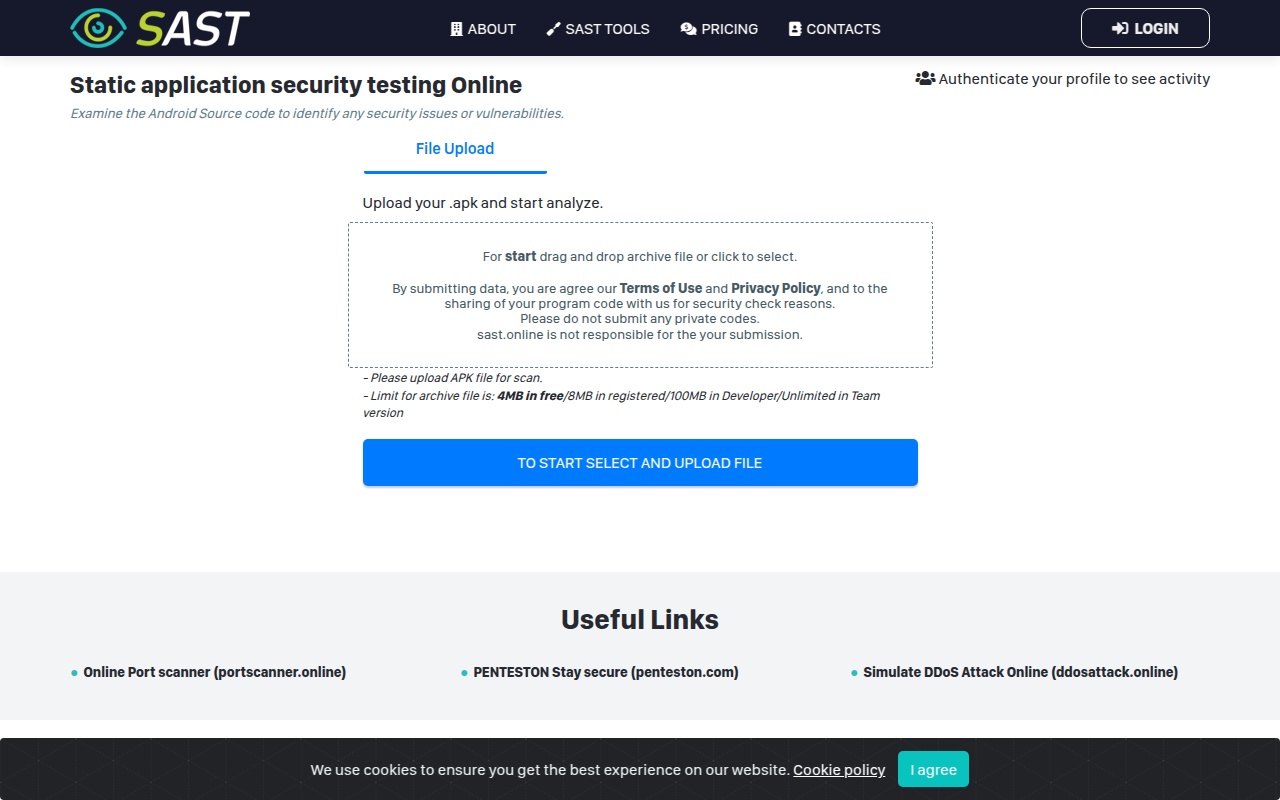 SAST
ABOUT
SAST TOOLS
PRICING
CONTACTS
LOGIN
Static application security testing Online
Authenticate your profile to see activity
Examine the Android Source code to identify any security issues or vulnerabilities.
File Upload
Upload your .apk and start analyze.
For start drag and drop archive file or click to select.
By submitting data, you are agree our Terms of Use and Privacy Policy, and to the
sharing of your program code with us for security check reasons.
Please do not submit any private codes.
sast.online is not responsible for the your submission.
- Please upload APK file for scan.
- Limit for archive file is: 4MB in free/8MB in registered/100MB in Developer/Unlimited in Team
version
TO START SELECT AND UPLOAD FILE
Useful Links
Online Port scanner (portscanner.online)
PENTESTON Stay secure (penteston.com)
Simulate DDoS Attack Online (ddosattack.online)
We use cookies to ensure you get the best experience on our website. Cookie policy
I agree